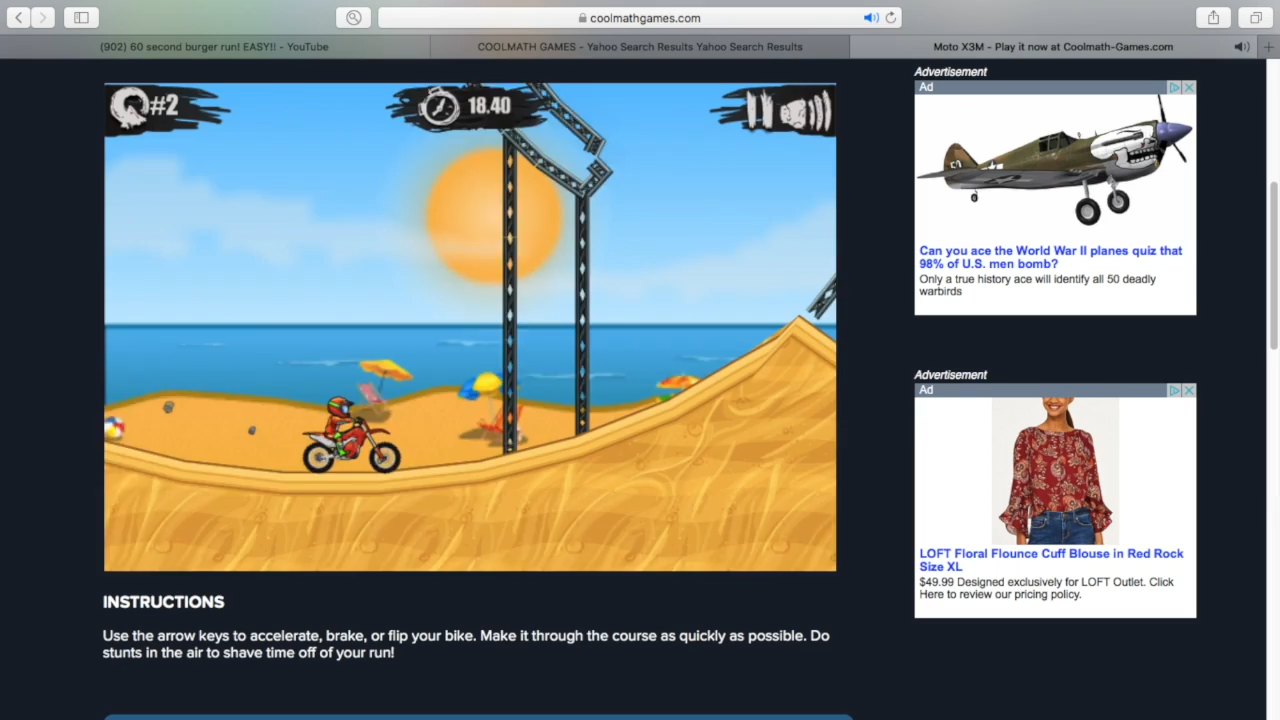 coolmathgames.com
(902) 60 second burger run! EASY!! - YouTube
COOLMATH GAMES - Yahoo Search Results Yahoo Search Results
Moto X3M - Play it now at Coolmath-Games.com
#2
18.40
Advertisement
Ad
Can you ace the World War II planes quiz that
98% of U.S. men bomb?
Only a true history ace will identify all 50 deadly
warbirds
Advertisement
Ad
LOFT Floral Flounce Cuff Blouse in Red Rock
Size XL
$49.99 Designed exclusively for LOFT Outlet. Click
Here to review our pricing policy.
INSTRUCTIONS
Use the arrow keys to accelerate, brake, or flip your bike. Make it through the course as quickly as possible. Do
stunts in the air to shave time off of your run!